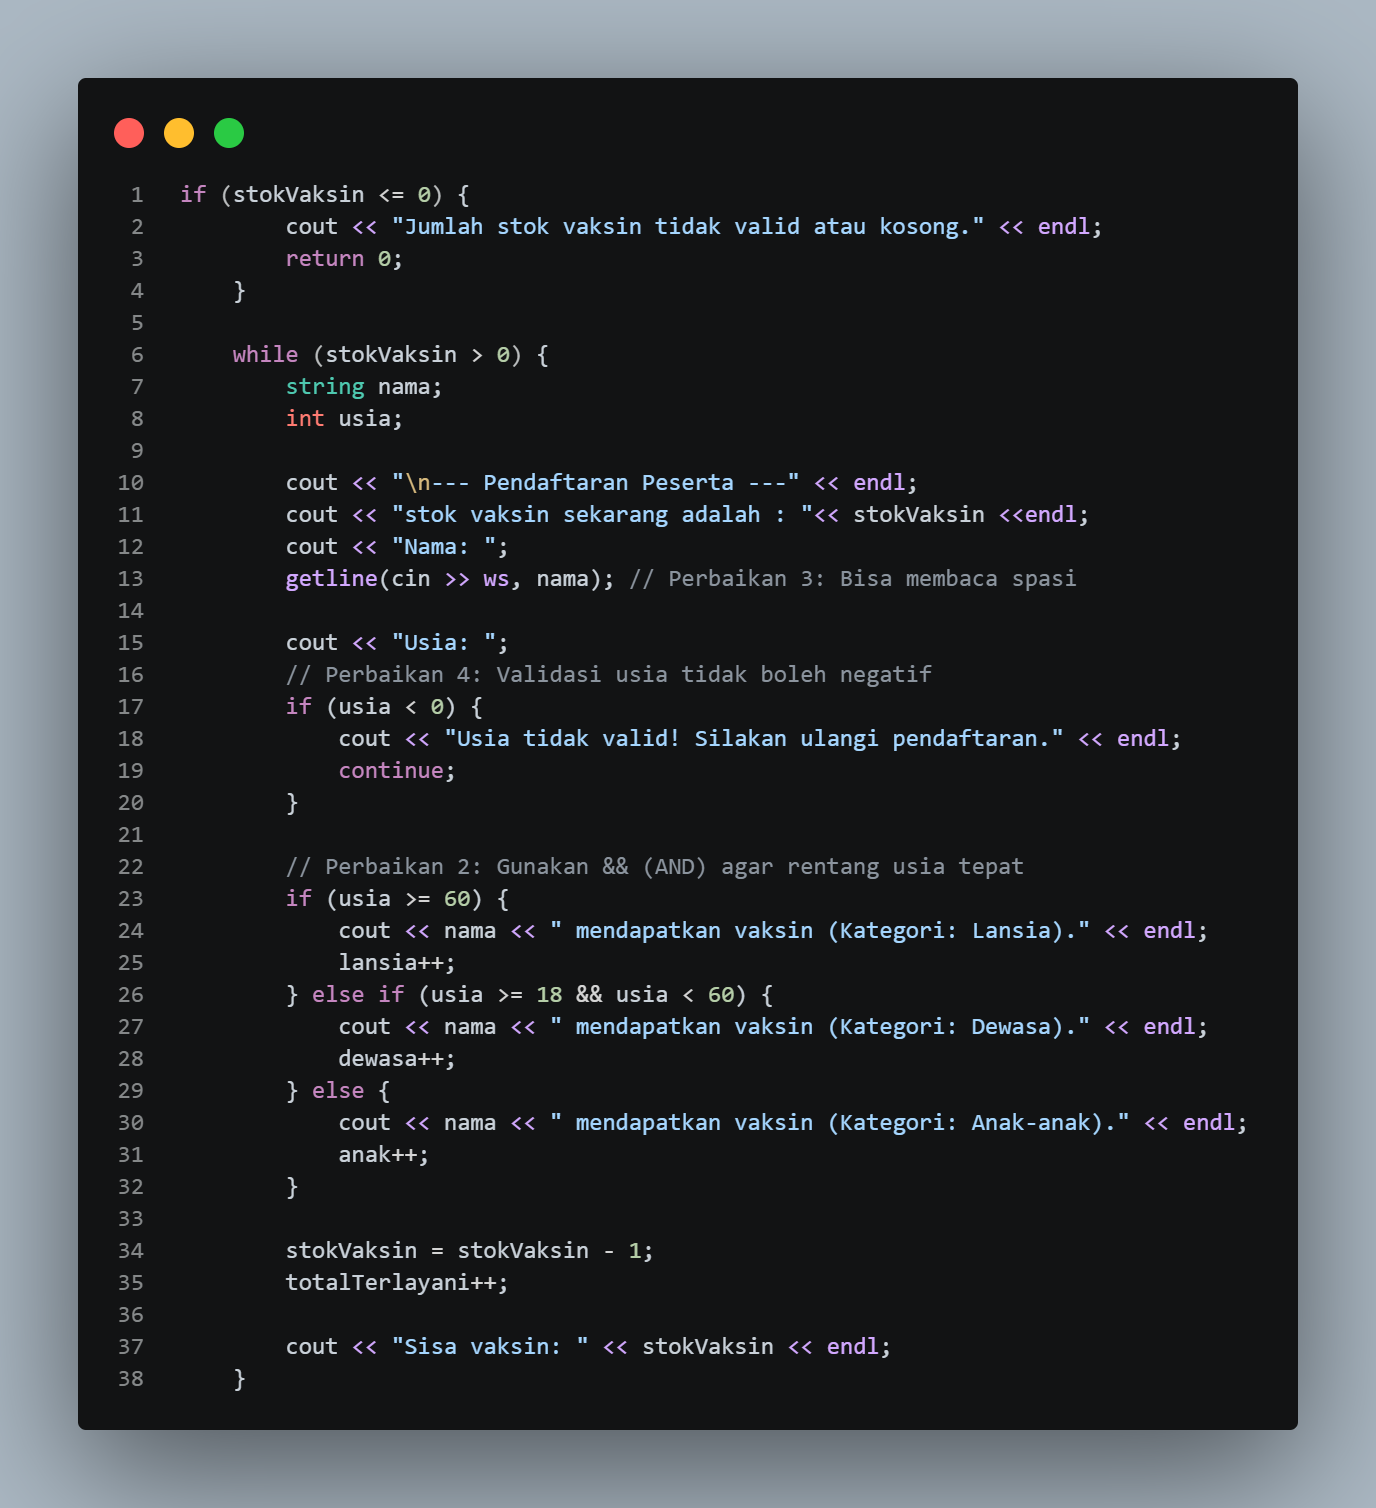 1 if (stokVaksin <= 0) {
2 cout << "Jumlah stok vaksin tidak valid atau kosong." << endl;
3 return 0;
4 }
5
6 while (stokVaksin > 0) {
7 string nama;
8 int usia;
9
10 cout << "\n--- Pendaftaran Peserta ---" << endl;
11 cout << "stok vaksin sekarang adalah : "<< stokVaksin <<endl;
12 cout << "Nama: ";
13 getline(cin >> ws, nama); // Perbaikan 3: Bisa membaca spasi
14
15 cout << "Usia: ";
16 // Perbaikan 4: Validasi usia tidak boleh negatif
17 if (usia < 0) {
18 cout << "Usia tidak valid! Silakan ulangi pendaftaran." << endl;
19 continue;
20 }
21
22 // Perbaikan 2: Gunakan && (AND) agar rentang usia tepat
23 if (usia >= 60) {
24 cout << nama << " mendapatkan vaksin (Kategori: Lansia)." << endl;
25 lansia++;
26 } else if (usia >= 18 && usia < 60) {
27 cout << nama << " mendapatkan vaksin (Kategori: Dewasa)." << endl;
28 dewasa++;
29 } else {
30 cout << nama << " mendapatkan vaksin (Kategori: Anak-anak)." << endl;
31 anak++;
32 }
33
34 stokVaksin = stokVaksin - 1;
35 totalTerlayani++;
36
37 cout << "Sisa vaksin: " << stokVaksin << endl;
38 }